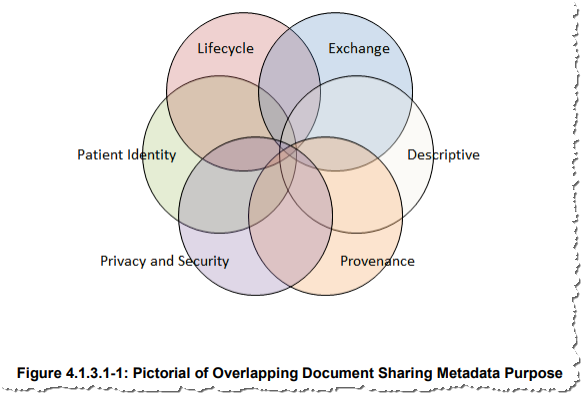 Lifecycle
Exchange
Patient Identity
Descriptive
Privacy and Security
Provenance
Figure 4.1.3.1-1: Pictorial of Overlapping Document Sharing Metadata Purpose